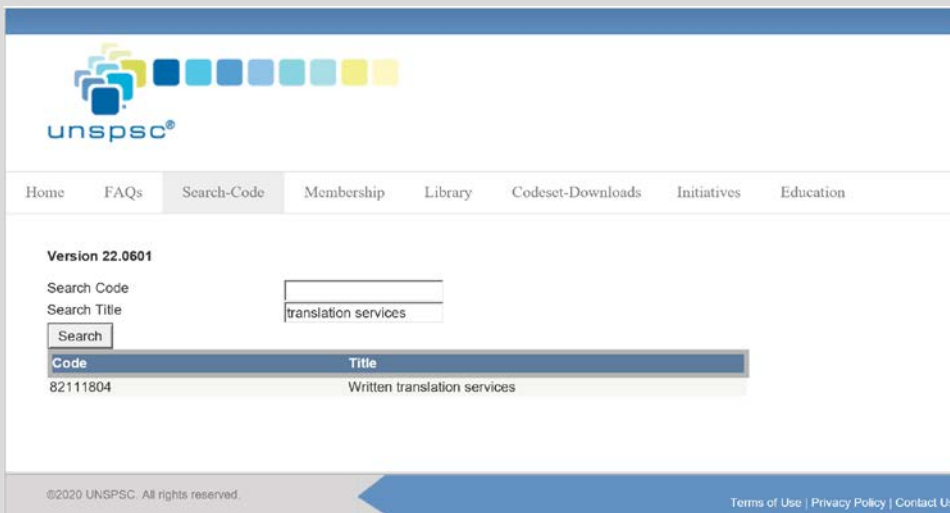 unspsc®
Home FAQs Search-Code Membership Library Codeset-Downloads Initiatives Education
Version 22.0601
Search Code
Search Title translation services
Search
Code Title
82111804 Written translation services
©2020 UNSPSC. All rights reserved.
Terms of Use | Privacy Policy | Contact U